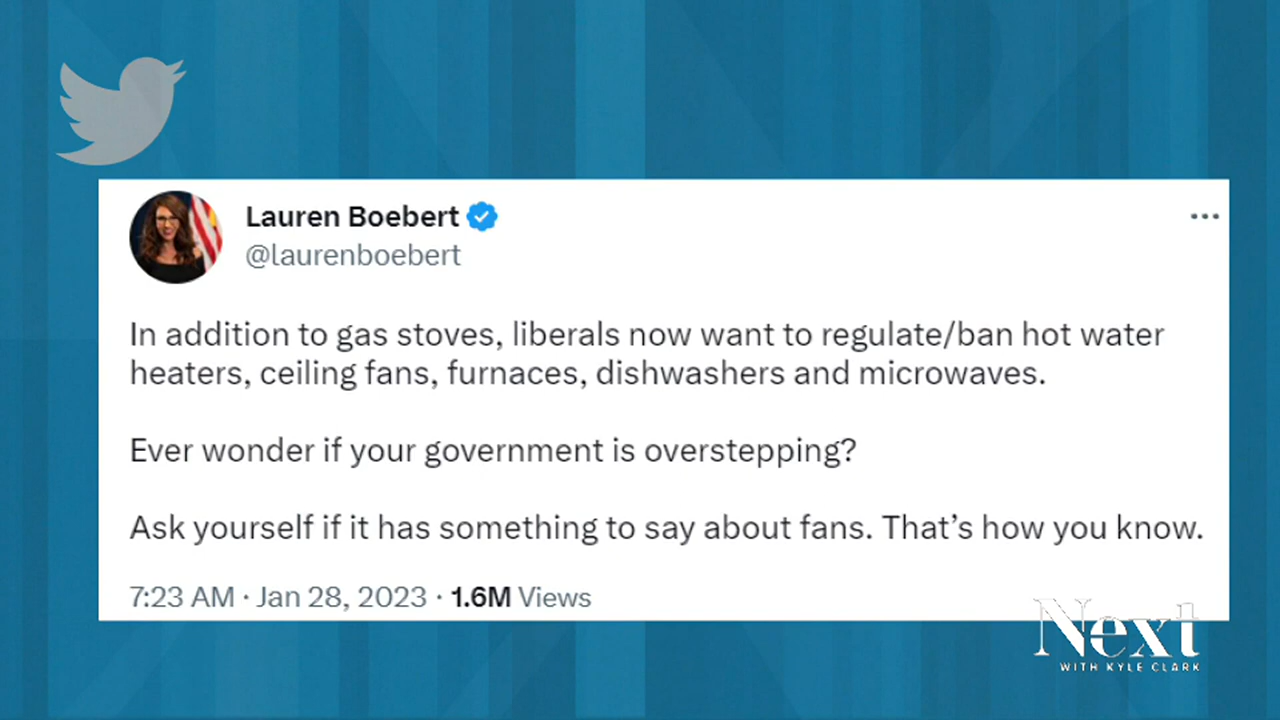 Lauren Boebert
@laurenboebert
In addition to gas stoves, liberals now want to regulate/ban hot water
heaters, ceiling fans, furnaces, dishwashers and microwaves.
Ever wonder if your government is overstepping?
Ask yourself if it has something to say about fans. That’s how you know.
7:23 AM · Jan 28, 2023 · 1.6M Views
Next
WITH KYLE CLARK